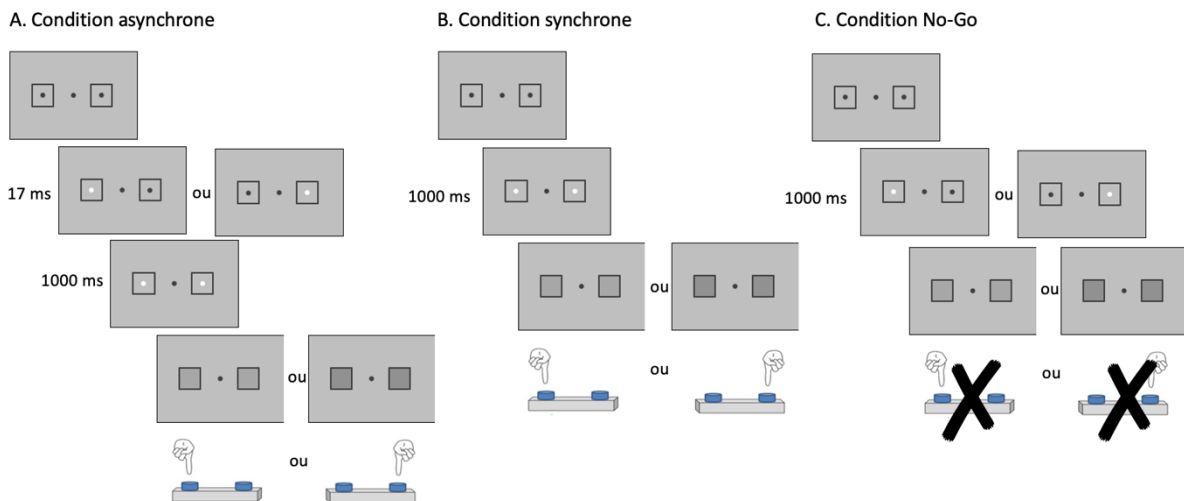 A. Condition asynchrone
B. Condition synchrone
C. Condition No-Go
17 ms
ou
1000 ms
ou
ou
1000 ms
ou
ou
1000 ms
ou
ou
ou